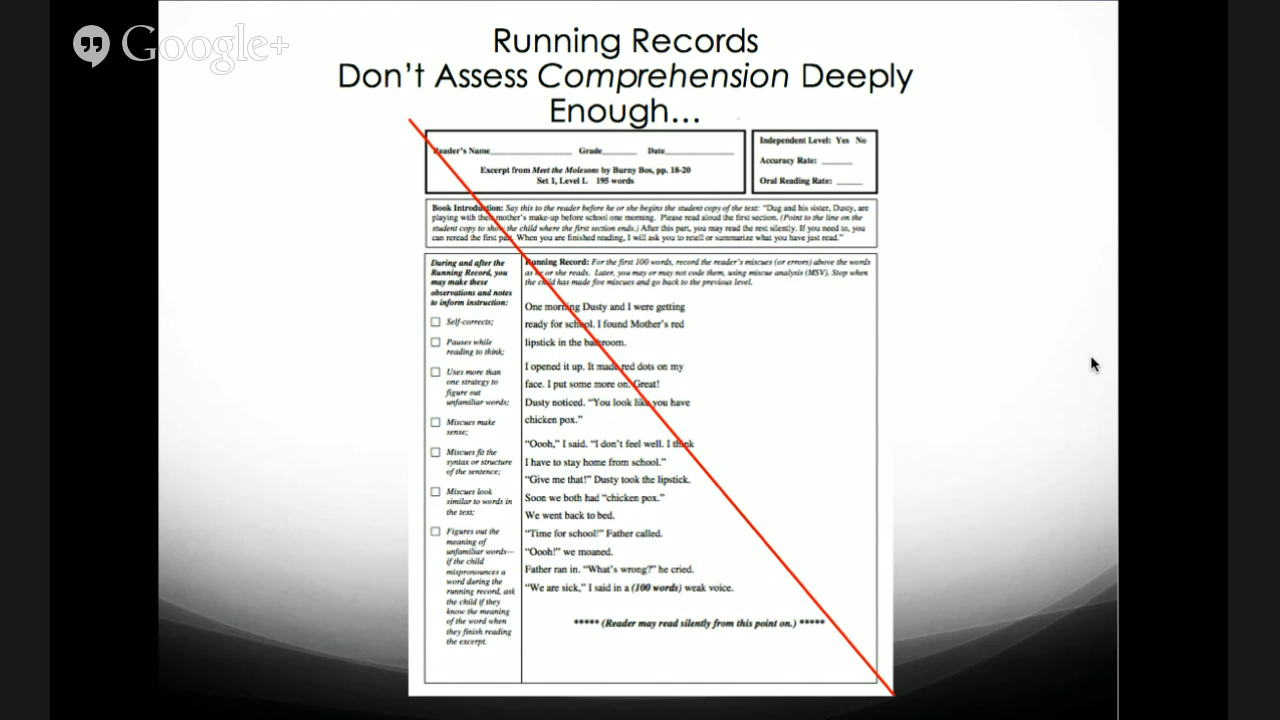 Google+
Running Records
Don't Assess Comprehension Deeply
Enough...
Reader's Name____________ Grade______ Date____________
Excerpt from Meet the Molesons by Burny Bos, pp. 18-20
Set 1, Level L 195 words
Independent Level: Yes No
Accuracy Rate: _____
Oral Reading Rate: ____
Book Introduction: Say this to the reader before he or she begins the student copy of the text: "Dug and his sister, Dusty, are
playing with their mother's make-up before school one morning. Please read aloud the first section. (Point to the line on the
student copy to show the child where the first section ends.) After this part, you may read the rest silently. If you need to, you
can reread the first part. When you are finished reading, I will ask you to retell or summarize what you have just read."
During and after the
Running Record, you
may make these
observations and notes
to inform instruction:
Self-corrects;
Pauses while
reading to think;
Uses more than
one strategy to
figure out
unfamiliar words;
Miscues make
sense;
Miscues fit the
syntax or structure
of the sentence;
Miscues look
similar to words in
the text;
Figures out the
meaning of
unfamiliar words—
if the child
mispronounces a
word during the
running record, ask
the child if they
know the meaning
of the word when
they finish reading
the excerpt.
Running Record: For the first 100 words, record the reader's miscues (or errors) above the words
as he or she reads. Later, you may or may not code them, using miscue analysis (MSV). Stop when
the child has made five miscues and go back to the previous level.
One morning Dusty and I were getting
ready for school. I found Mother's red
lipstick in the bathroom.
I opened it up. It made red dots on my
face. I put some more on. Great!
Dusty noticed. "You look like you have
chicken pox."
"Oooh," I said. "I don't feel well. I think
I have to stay home from school."
"Give me that!" Dusty took the lipstick.
Soon we both had "chicken pox."
We went back to bed.
"Time for school!" Father called.
"Oooh!" we moaned.
Father ran in. "What's wrong?" he cried.
"We are sick," I said in a (100 words) weak voice.
***** (Reader may read silently from this point on.) *****